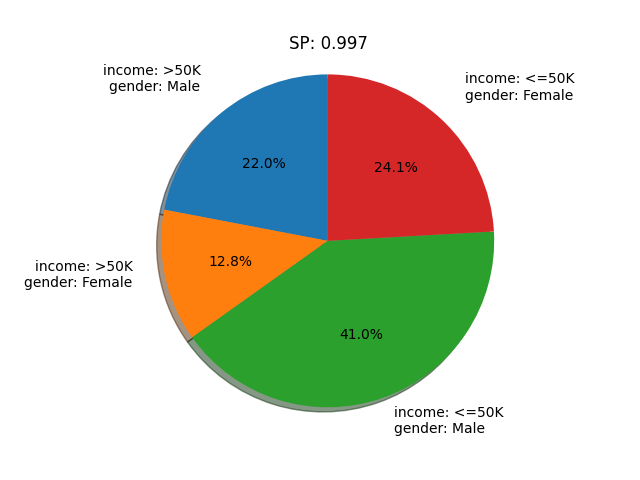 SP: 0.997
income: >50K
gender: Male
income: <=50K
gender: Female
22.0%
24.1%
income: >50K
gender: Female
12.8%
41.0%
income: <=50K
gender: Male